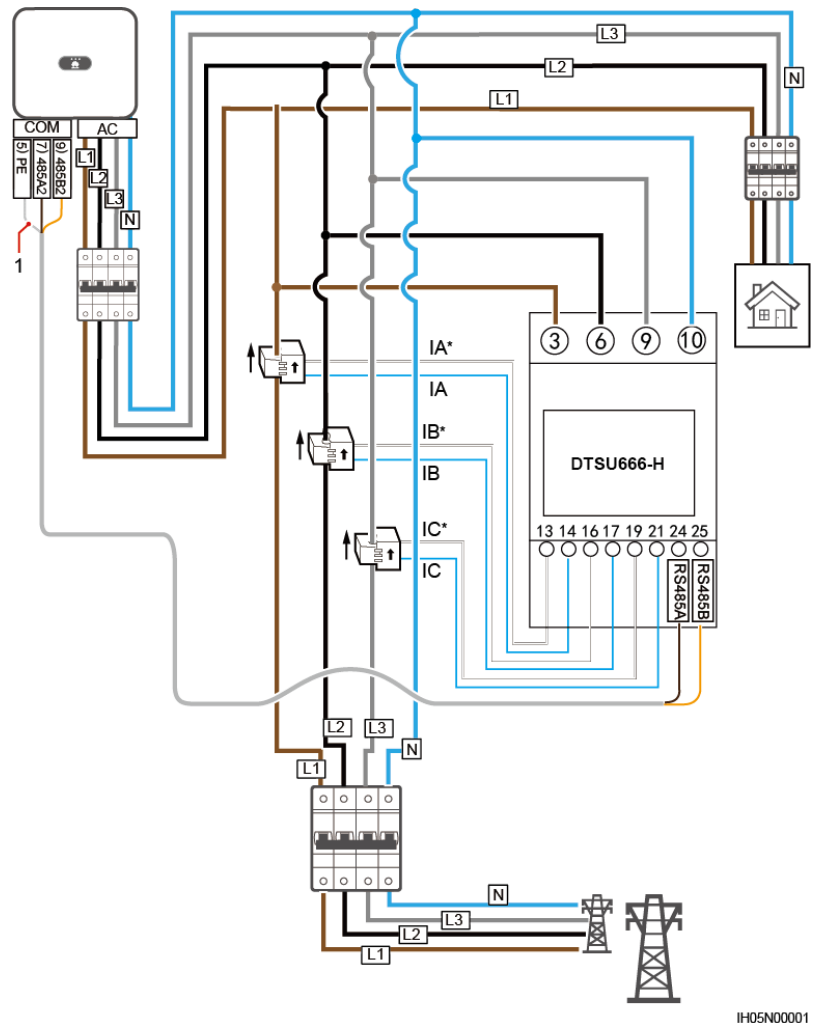 L3
L2
N
L1
COM
AC
5) PE
7) 485A2
9) 485B2
L1
L2
L3
N
1
3
6
9
10
IA*
IA
IB*
IB
DTSU666-H
IC*
IC
13 14 16 17 19 21 24 25
RS485A
RS485B
L2
L3
N
L1
N
L3
L2
L1
IH05N00001